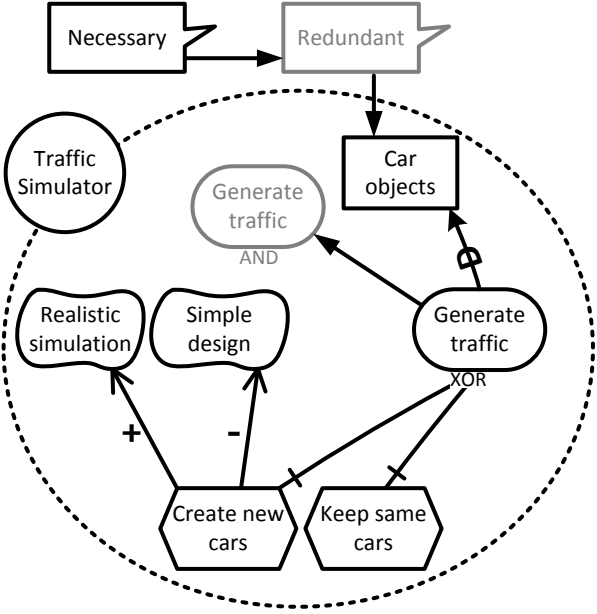 Necessary
Redundant
Traffic
Simulator
Car
objects
Generate
traffic
AND
D
Realistic
simulation
Simple
design
Generate
traffic
XOR
+
-
Create new
cars
Keep same
cars